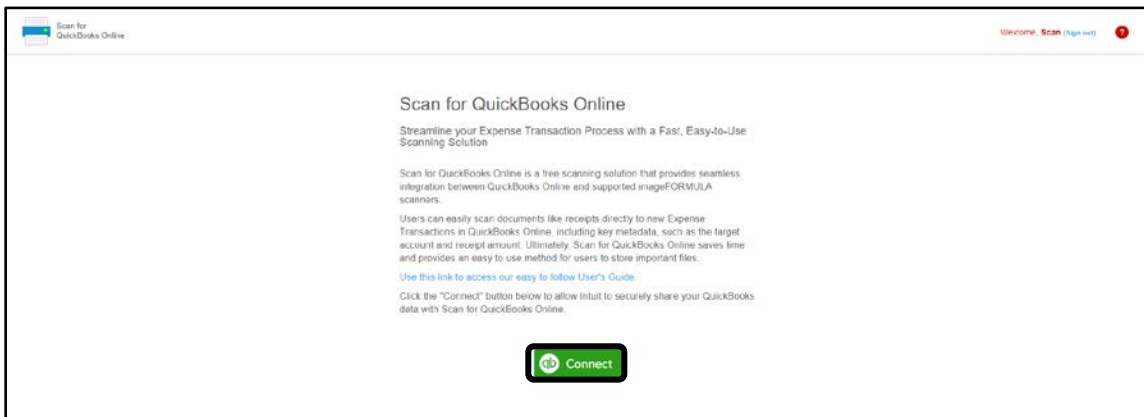 Scan for
QuickBooks Online
Welcome, Scan (Sign out)
?
Scan for QuickBooks Online
Streamline your Expense Transaction Process with a Fast, Easy-to-Use
Scanning Solution
Scan for QuickBooks Online is a free scanning solution that provides seamless
integration between QuickBooks Online and supported imageFORMULA
scanners.
Users can easily scan documents like receipts directly to new Expense
Transactions in QuickBooks Online, including key metadata, such as the target
account and receipt amount. Ultimately, Scan for QuickBooks Online saves time
and provides an easy to use method for users to store important files.
Use this link to access our easy to follow User's Guide.
Click the "Connect" button below to allow Intuit to securely share your QuickBooks
data with Scan for QuickBooks Online.
qb Connect